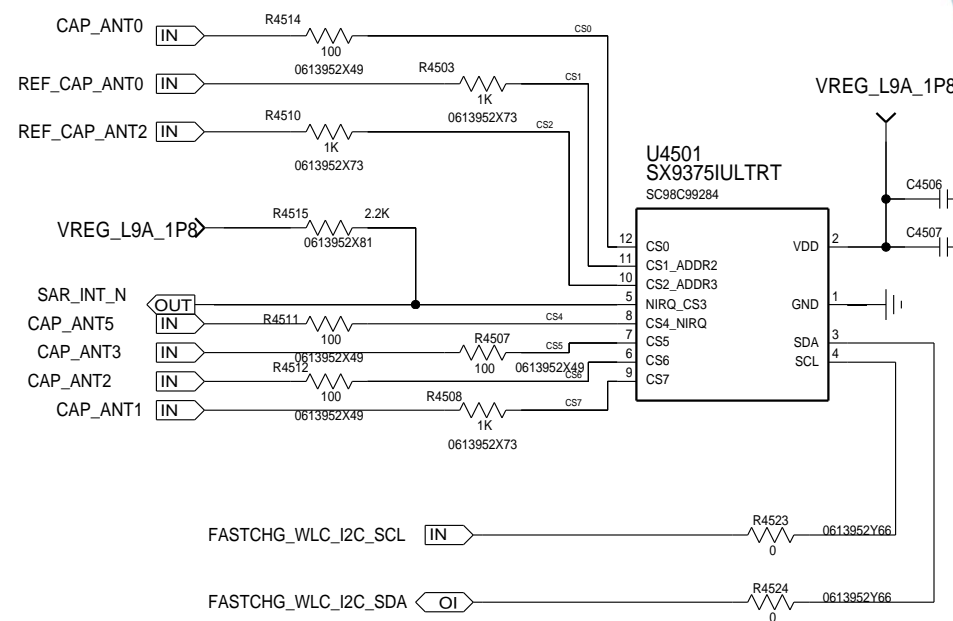 CAP_ANT0 IN R4514 100 0613952X49 CS0
REF_CAP_ANT0 IN R4503 1K 0613952X73 CS1
REF_CAP_ANT2 IN R4510 1K 0613952X73 CS2
VREG_L9A_1P8 R4515 2.2K 0613952X81
SAR_INT_N OUT
CAP_ANT5 IN R4511 100 0613952X49 CS4
CAP_ANT3 IN R4507 100 0613952X49 CS5
CAP_ANT2 IN R4512 100 0613952X49 CS6
CAP_ANT1 IN R4508 1K 0613952X73 CS7
VREG_L9A_1P8
C4506
C4507
U4501
SX9375IULTRT
SC98C99284
12 CS0 VDD 2
11 CS1_ADDR2
10 CS2_ADDR3
5 NIRQ_CS3 GND 1
8 CS4_NIRQ
7 CS5 SDA 3
6 CS6 SCL 4
9 CS7
FASTCHG_WLC_I2C_SCL IN R4523 0 0613952Y66
FASTCHG_WLC_I2C_SDA OI R4524 0 0613952Y66